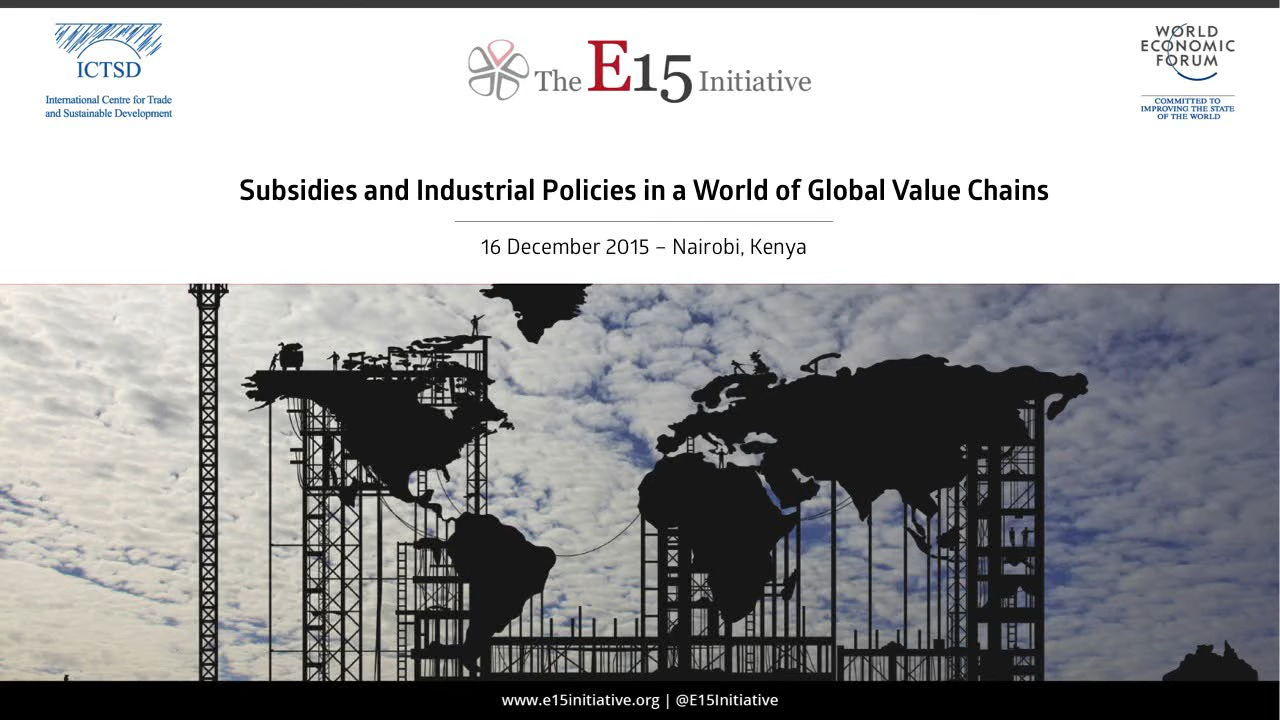 ICTSD
International Centre for Trade
and Sustainable Development
The E15 Initiative
WORLD
ECONOMIC
FORUM
COMMITTED TO
IMPROVING THE STATE
OF THE WORLD
Subsidies and Industrial Policies in a World of Global Value Chains
16 December 2015 – Nairobi, Kenya
www.e15initiative.org | @E15Initiative